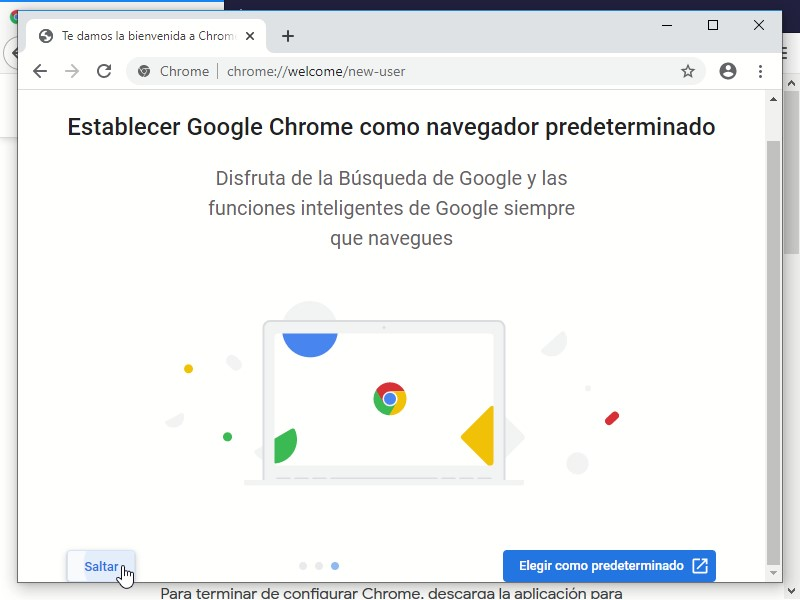 Te damos la bienvenida a Chrome
Chrome | chrome://welcome/new-user
Establecer Google Chrome como navegador predeterminado
Disfruta de la Búsqueda de Google y las
funciones inteligentes de Google siempre
que navegues
Saltar
Elegir como predeterminado
Para terminar de configurar Chrome, descarga la aplicación para